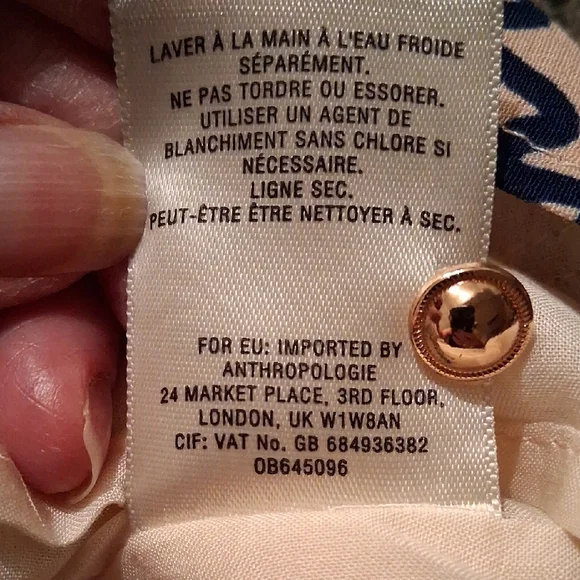 LAVER À LA MAIN À L'EAU FROIDE
SÉPARÉMENT.
NE PAS TORDRE OU ESSORER.
UTILISER UN AGENT DE
BLANCHIMENT SANS CHLORE SI
NÉCESSAIRE.
LIGNE SEC.
PEUT-ÊTRE ÊTRE NETTOYER À SEC.
FOR EU: IMPORTED BY
ANTHROPOLOGIE
24 MARKET PLACE, 3RD FLOOR,
LONDON, UK W1W8AN
CIF: VAT No. GB 684936382
OB645096